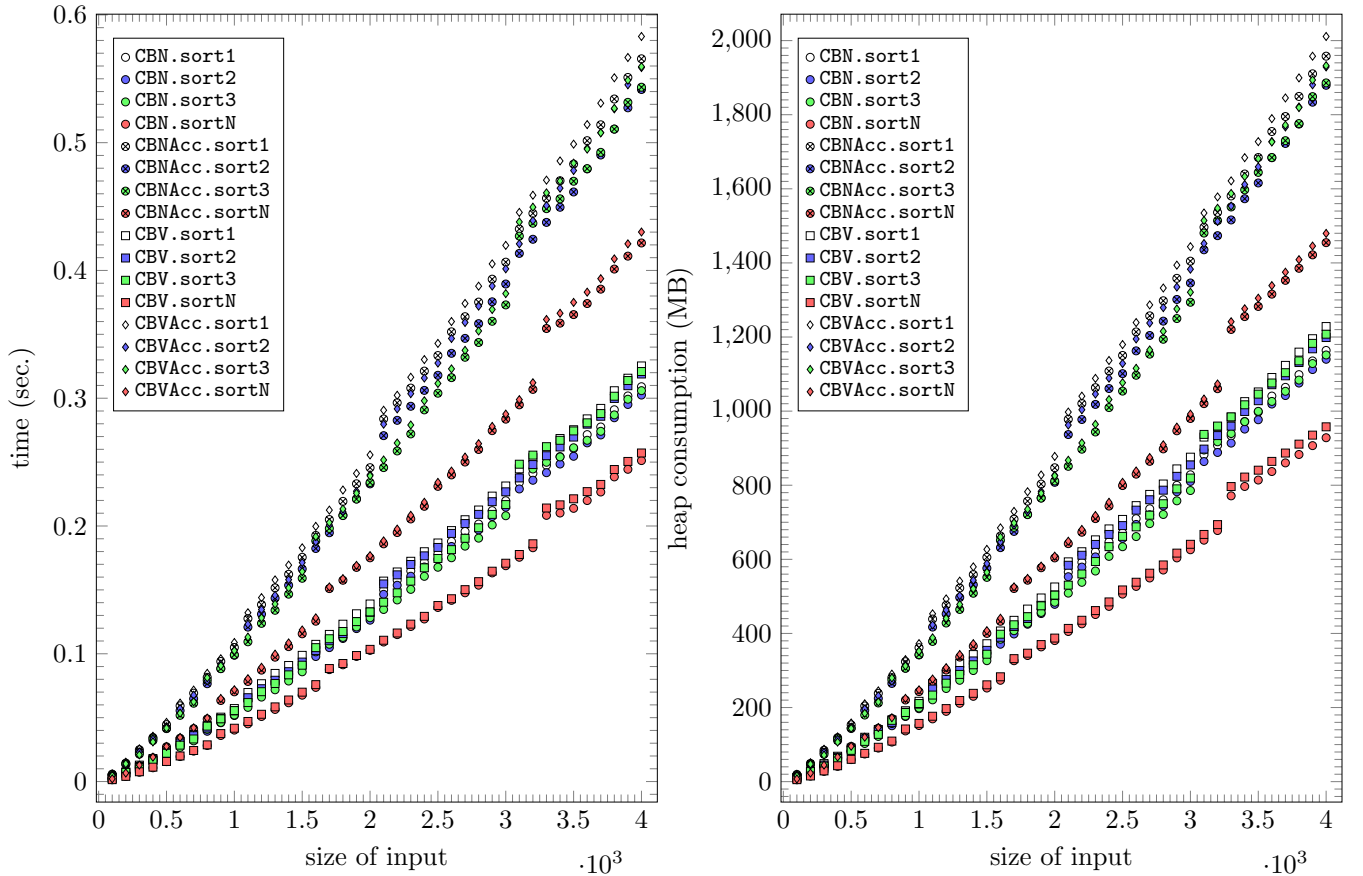 0.6
0.5
0.4
0.3
0.2
0.1
0
time (sec.)
0 0.5 1 1.5 2 2.5 3 3.5 4
·10³
size of input
CBN.sort1
CBN.sort2
CBN.sort3
CBN.sortN
CBNAcc.sort1
CBNAcc.sort2
CBNAcc.sort3
CBNAcc.sortN
CBV.sort1
CBV.sort2
CBV.sort3
CBV.sortN
CBVAcc.sort1
CBVAcc.sort2
CBVAcc.sort3
CBVAcc.sortN
2,000
1,800
1,600
1,400
1,200
1,000
800
600
400
200
0
heap consumption (MB)
0 0.5 1 1.5 2 2.5 3 3.5 4
·10³
size of input
CBN.sort1
CBN.sort2
CBN.sort3
CBN.sortN
CBNAcc.sort1
CBNAcc.sort2
CBNAcc.sort3
CBNAcc.sortN
CBV.sort1
CBV.sort2
CBV.sort3
CBV.sortN
CBVAcc.sort1
CBVAcc.sort2
CBVAcc.sort3
CBVAcc.sortN